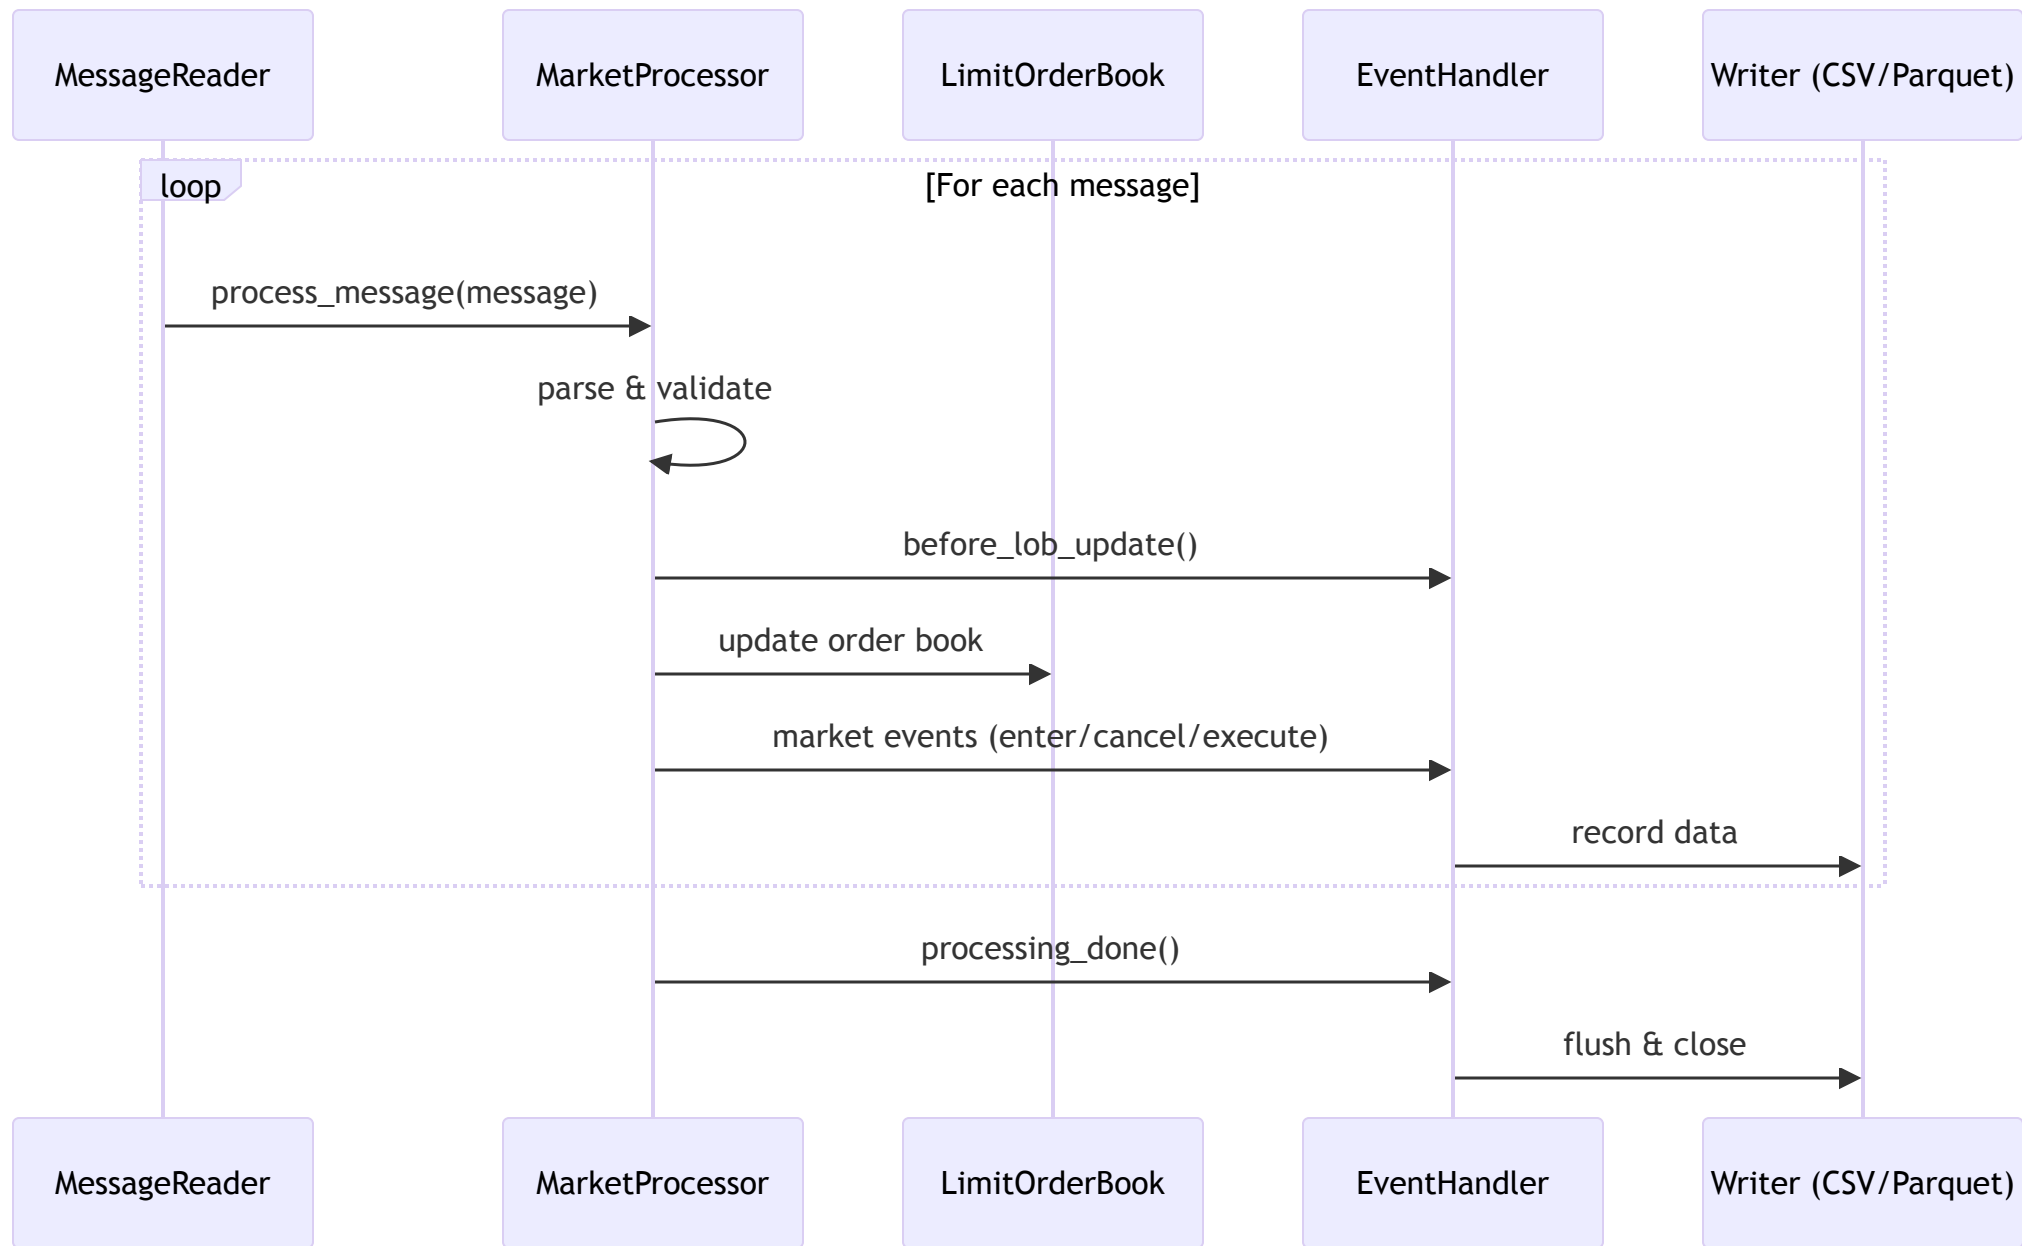 MessageReader
MarketProcessor
LimitOrderBook
EventHandler
Writer (CSV/Parquet)
loop
[For each message]
process_message(message)
parse & validate
before_lob_update()
update order book
market events (enter/cancel/execute)
record data
processing_done()
flush & close
MessageReader
MarketProcessor
LimitOrderBook
EventHandler
Writer (CSV/Parquet)